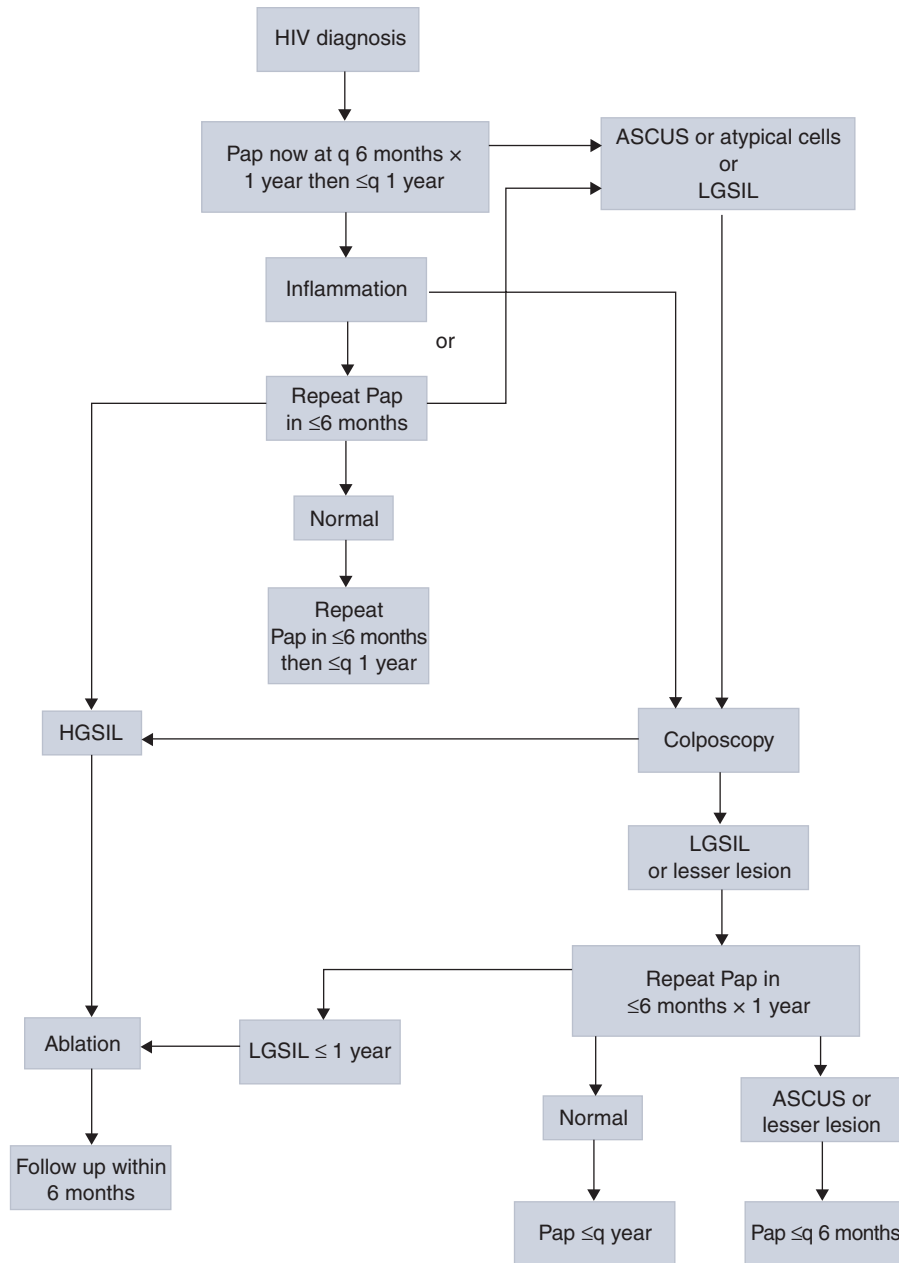 HIV diagnosis
Pap now at q 6 months ×
1 year then ≤q 1 year
ASCUS or atypical cells
or
LGSIL
Inflammation
or
Repeat Pap
in ≤6 months
Normal
Repeat
Pap in ≤6 months
then ≤q 1 year
HGSIL
Colposcopy
LGSIL
or lesser lesion
Repeat Pap in
≤6 months × 1 year
Ablation
LGSIL ≤ 1 year
Normal
ASCUS or
lesser lesion
Follow up within
6 months
Pap ≤q year
Pap ≤q 6 months